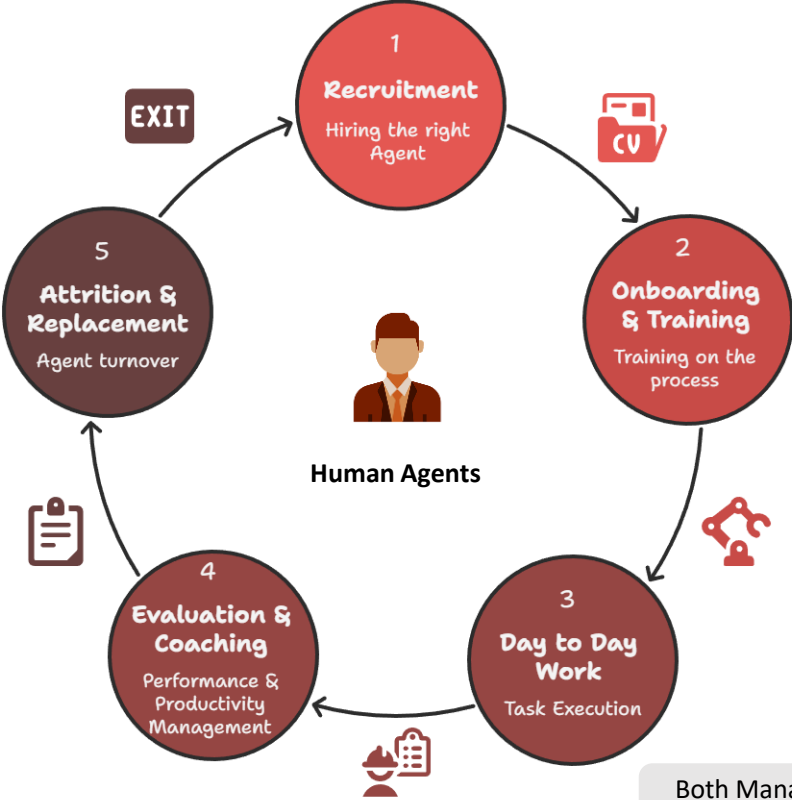 1
Recruitment
Hiring the right
Agent
EXIT
CV
2
Onboarding
& Training
Training on the
process
5
Attrition &
Replacement
Agent turnover
Human Agents
3
Day to Day
Work
Task Execution
4
Evaluation &
Coaching
Performance &
Productivity
Management
Both